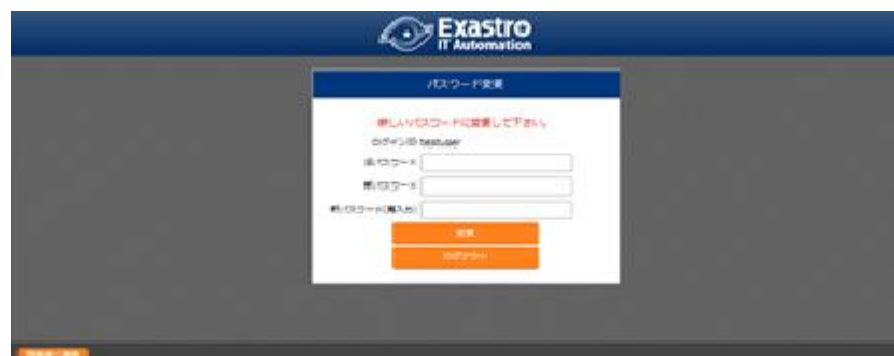 Exastro
IT Automation
パスワード変更
新しいパスワードに変更して下さい。
ログインID testuser
旧パスワード
新パスワード
新パスワード(再入力)
変更
ログアウト